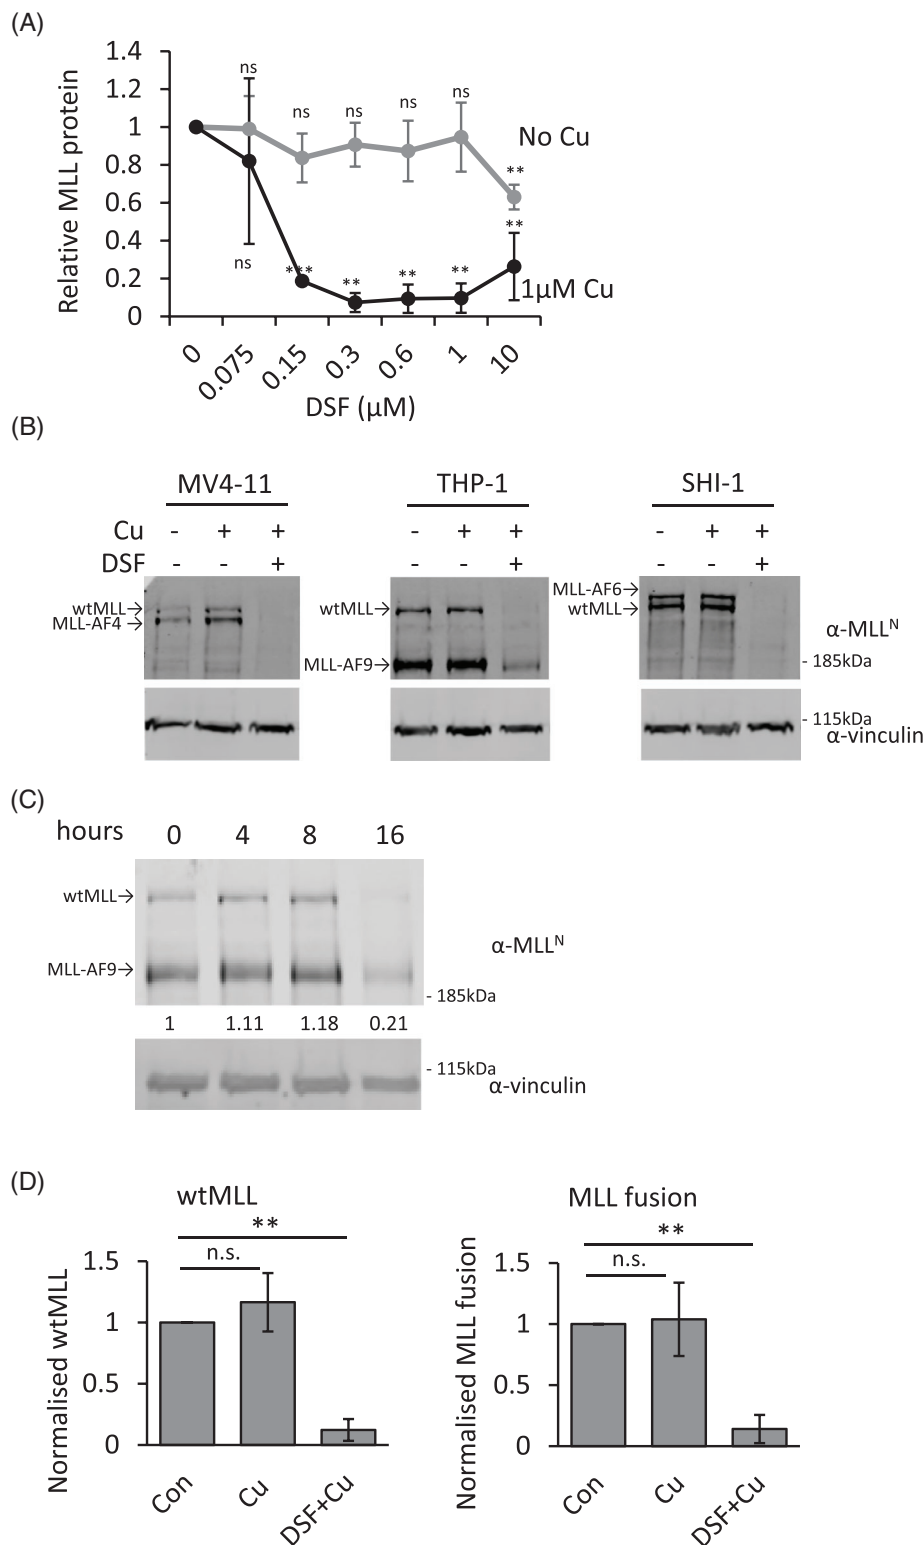 (A)
1.4
1.2
1
0.8
0.6
0.4
0.2
0
Relative MLL protein
ns
ns
ns
ns
ns
**
No Cu
ns
***
**
**
**
**
1µM Cu
0
0.075
0.15
0.3
0.6
1
10
DSF (µM)
(B)
MV4-11
THP-1
SHI-1
Cu - + + - + + - + +
DSF - - + - - + - - +
wtMLL→
MLL-AF4→
wtMLL→
MLL-AF9→
MLL-AF6→
wtMLL→
α-MLLᴺ
- 185kDa
- 115kDa
α-vinculin
(C)
hours 0 4 8 16
wtMLL→
MLL-AF9→
α-MLLᴺ
- 185kDa
1 1.11 1.18 0.21
- 115kDa
α-vinculin
(D)
wtMLL
**
n.s.
1.5
1
0.5
0
Normalised wtMLL
Con
Cu
DSF+Cu
MLL fusion
**
n.s.
1.5
1
0.5
0
Normalised MLL fusion
Con
Cu
DSF+Cu